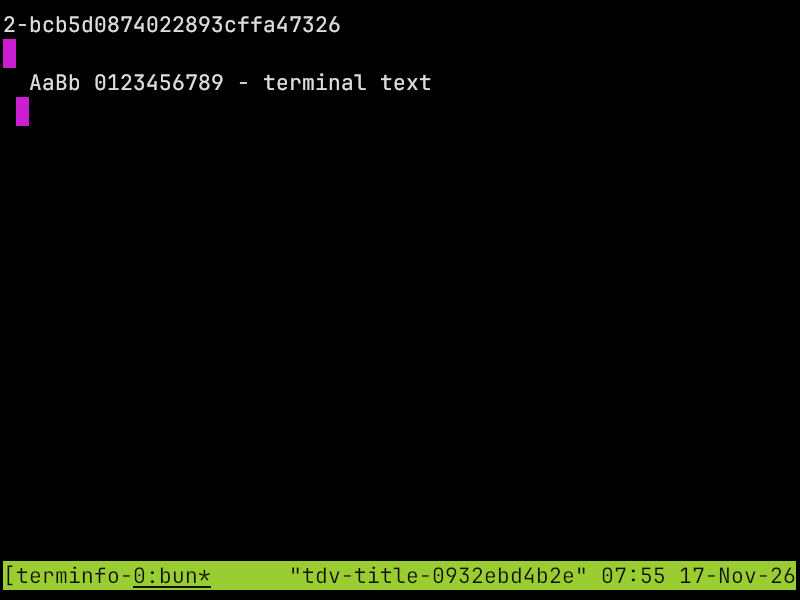 2-bcb5d0874022893cffa47326
AaBb 0123456789 - terminal text
[terminfo-0:bun* "tdv-title-0932ebd4b2e" 07:55 17-Nov-26